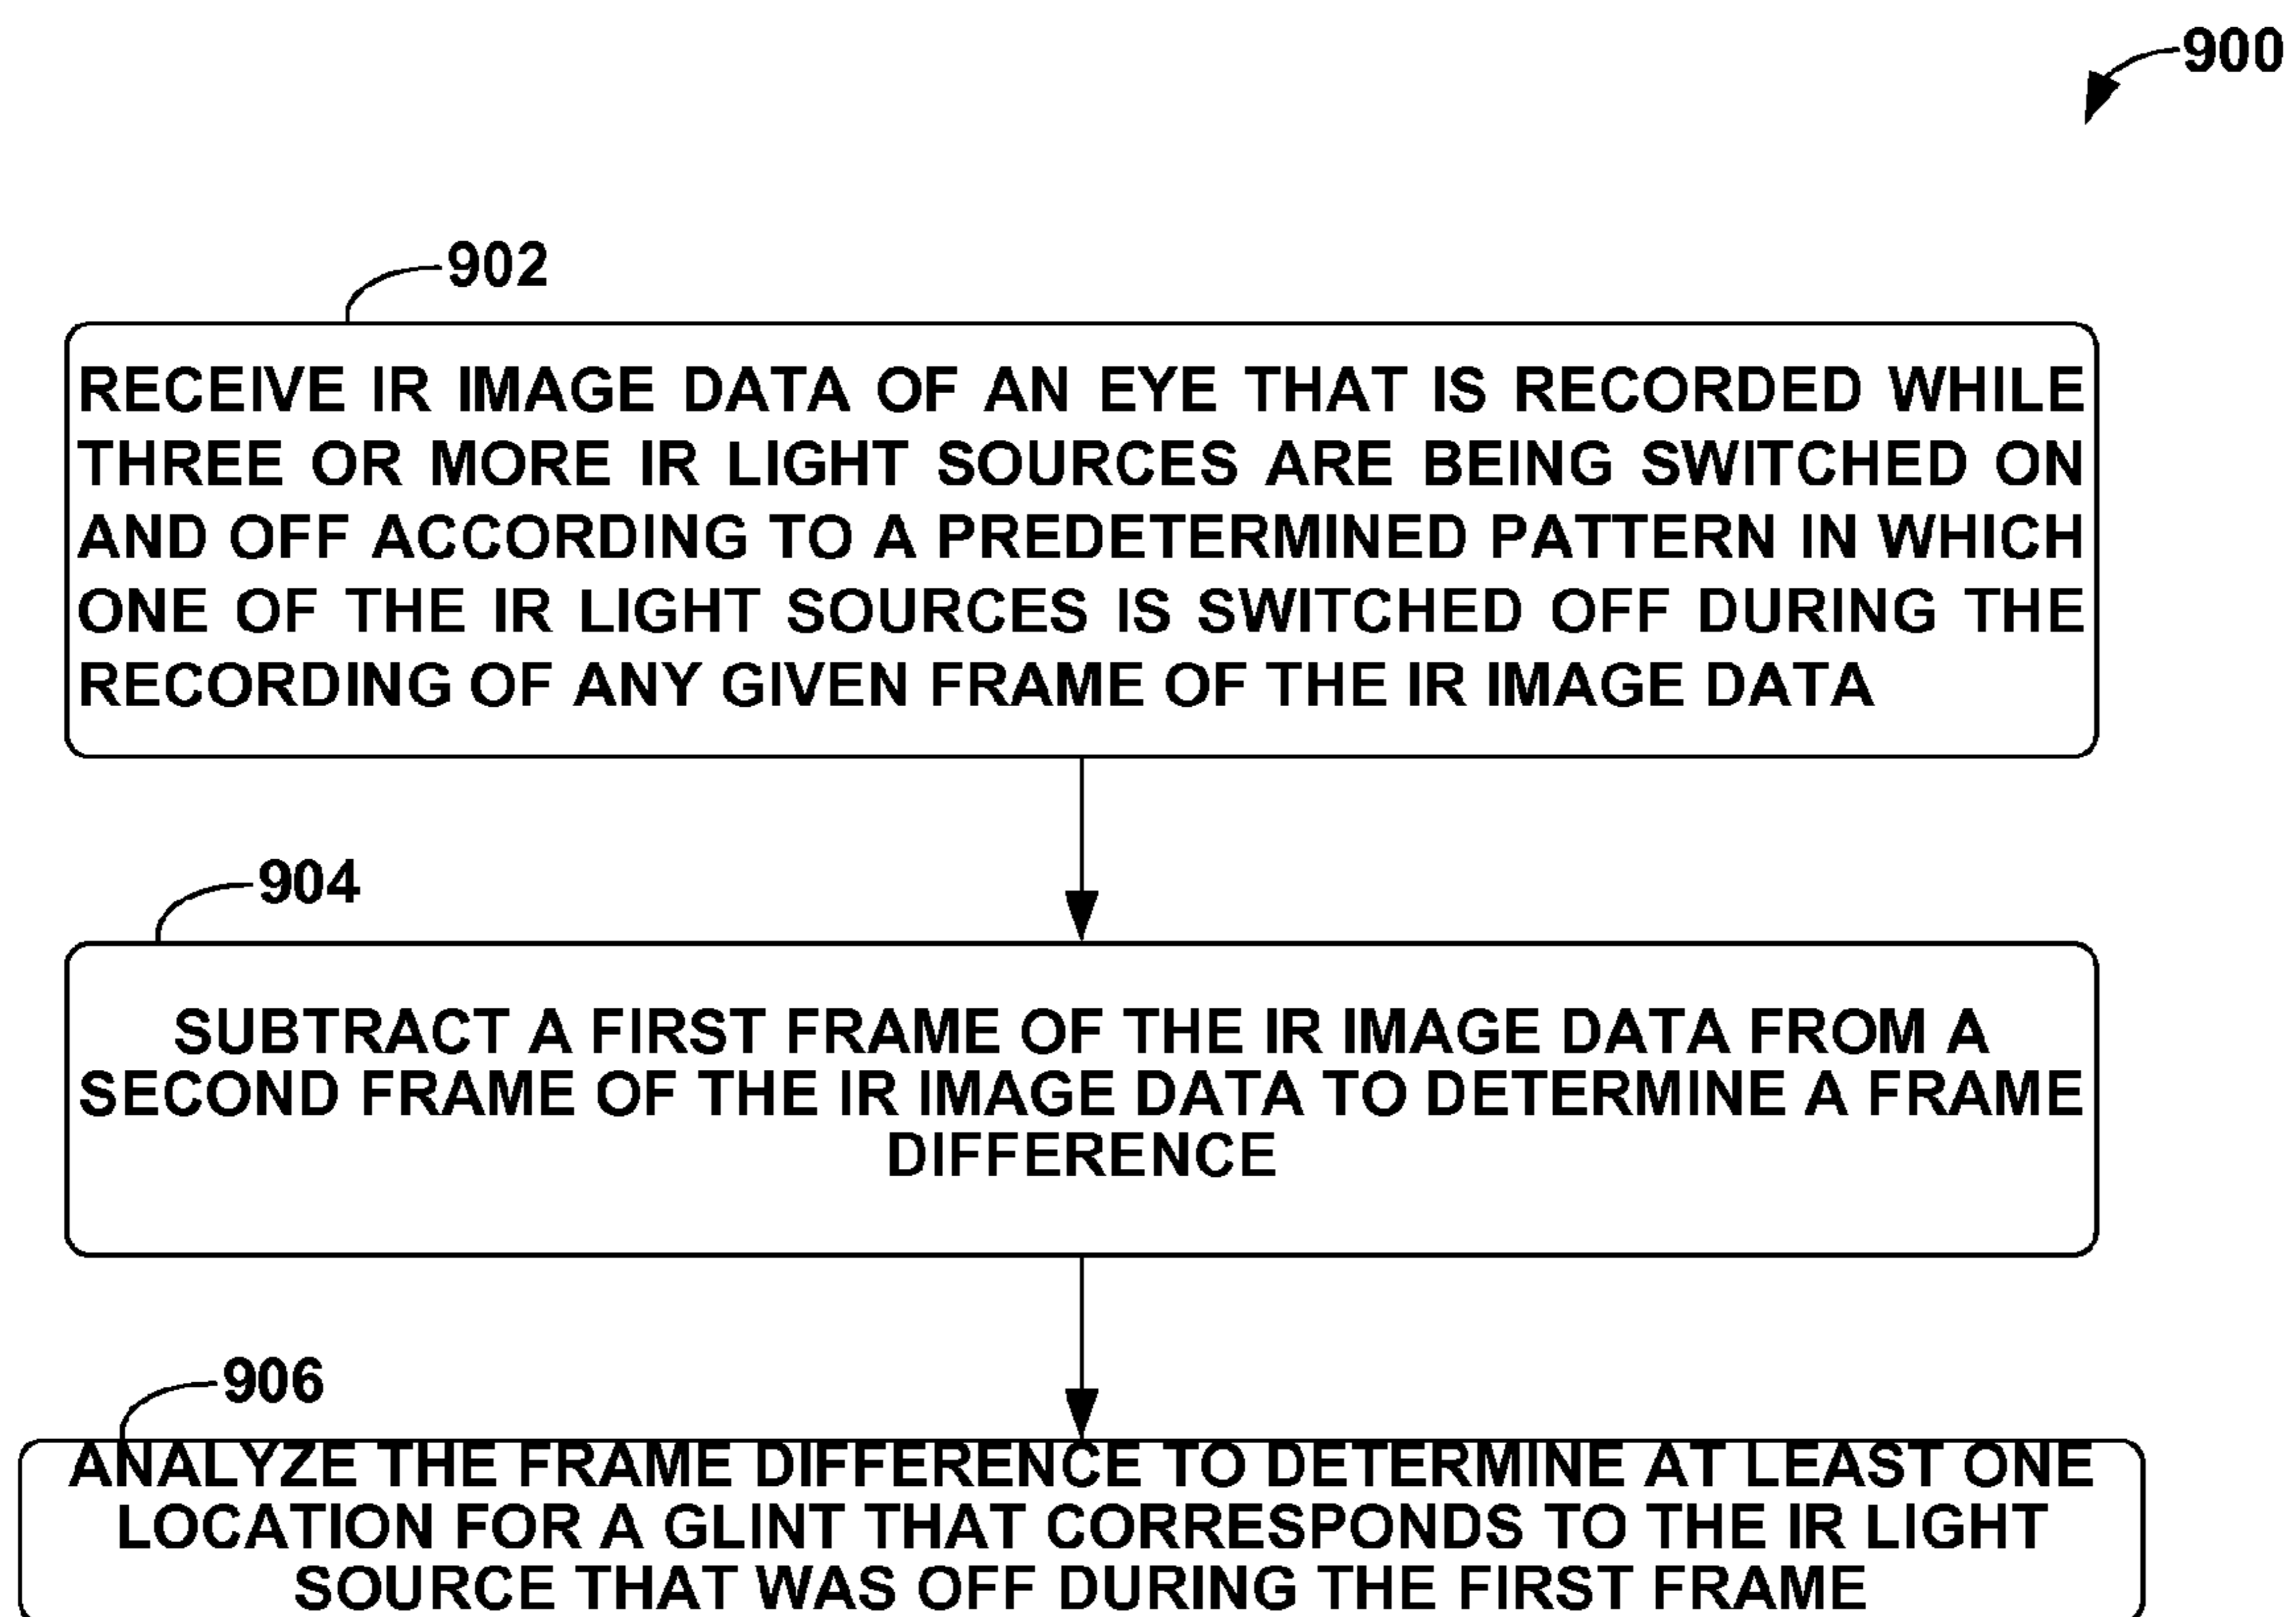 900
902
RECEIVE IR IMAGE DATA OF AN EYE THAT IS RECORDED WHILE
THREE OR MORE IR LIGHT SOURCES ARE BEING SWITCHED ON
AND OFF ACCORDING TO A PREDETERMINED PATTERN IN WHICH
ONE OF THE IR LIGHT SOURCES IS SWITCHED OFF DURING THE
RECORDING OF ANY GIVEN FRAME OF THE IR IMAGE DATA
904
SUBTRACT A FIRST FRAME OF THE IR IMAGE DATA FROM A
SECOND FRAME OF THE IR IMAGE DATA TO DETERMINE A FRAME
DIFFERENCE
906
ANALYZE THE FRAME DIFFERENCE TO DETERMINE AT LEAST ONE
LOCATION FOR A GLINT THAT CORRESPONDS TO THE IR LIGHT
SOURCE THAT WAS OFF DURING THE FIRST FRAME